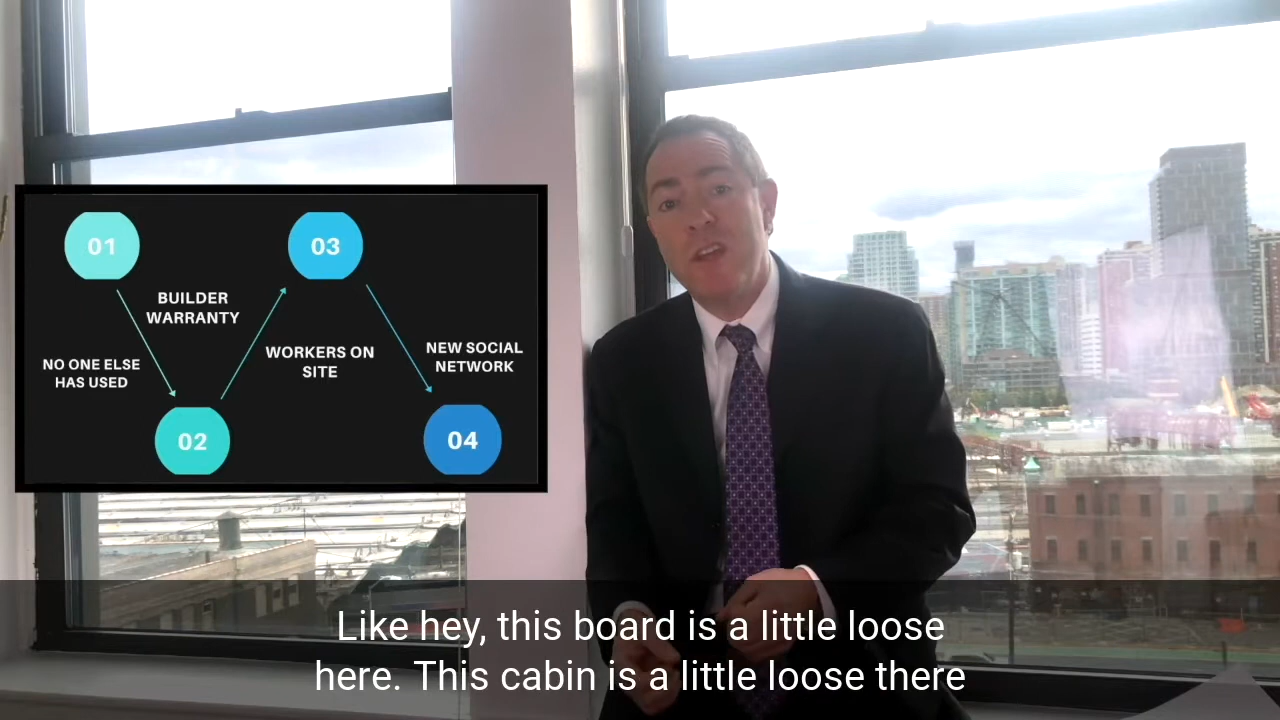 01
03
BUILDER
WARRANTY
NO ONE ELSE
HAS USED
WORKERS ON
SITE
NEW SOCIAL
NETWORK
02
04
Like hey, this board is a little loose
here. This cabin is a little loose there